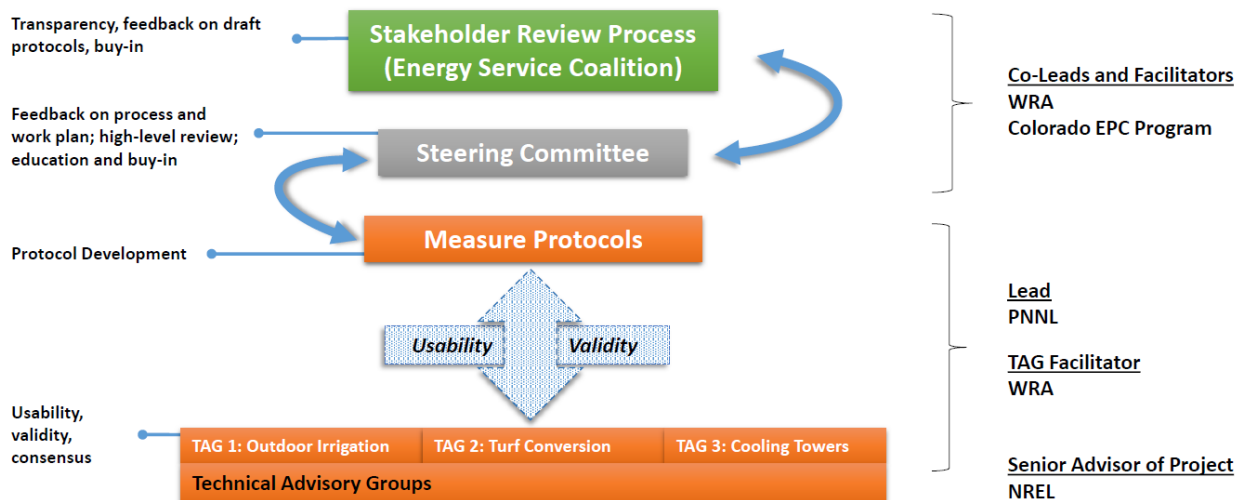 Transparency, feedback on draft
protocols, buy-in
Stakeholder Review Process
(Energy Service Coalition)
Co-Leads and Facilitators
WRA
Colorado EPC Program
Feedback on process and
work plan; high-level review;
education and buy-in
Steering Committee
Measure Protocols
Protocol Development
Lead
PNNL
Usability
Validity
TAG Facilitator
WRA
Usability,
validity,
consensus
TAG 1: Outdoor Irrigation
TAG 2: Turf Conversion
TAG 3: Cooling Towers
Technical Advisory Groups
Senior Advisor of Project
NREL